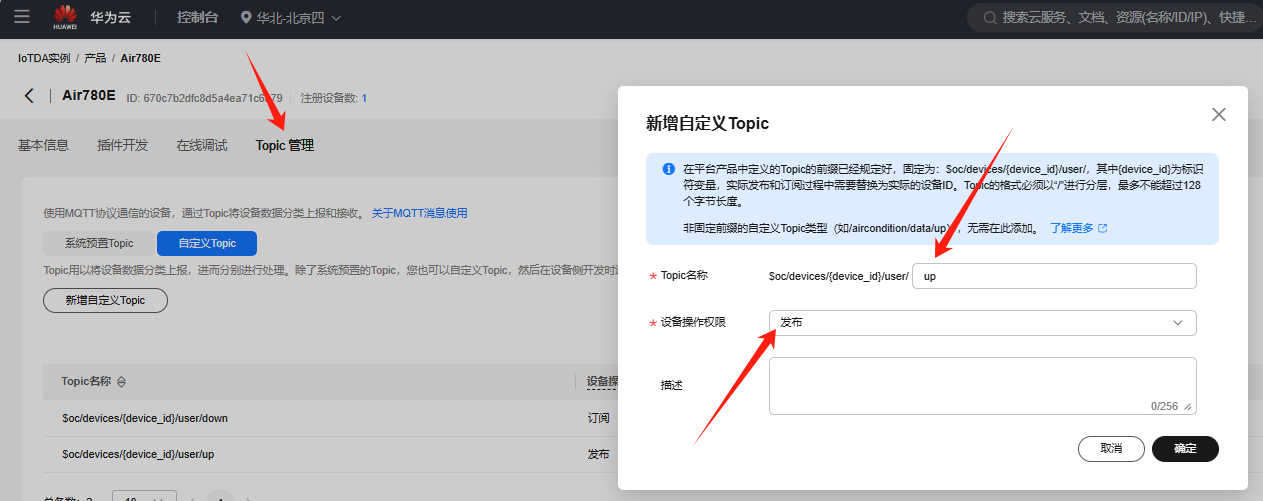 HUAWEI
华为云
控制台
华北-北京四
搜索云服务、文档、资源(名称/ID/IP)、快捷...
IoTDA实例 / 产品 / Air780E
Air780E
ID: 670c7b2dfc8d5a4ea71c
79
注册设备数: 1
基本信息
插件开发
在线调试
Topic 管理
使用MQTT协议通信的设备，通过Topic将设备数据分类上报和接收。 关于MQTT消息使用
系统预置Topic
自定义Topic
Topic用以将设备数据分类上报，进而分别进行处理。除了系统预置的Topic，您也可以自定义Topic，然后在设备侧开发时
新增自定义Topic
Topic名称
设备操
$oc/devices/{device_id}/user/down
订阅
$oc/devices/{device_id}/user/up
发布
新增自定义Topic
在平台产品中定义的Topic的前缀已经规定好，固定为：$oc/devices/{device_id}/user/，其中{device_id}为标识
符变量，实际发布和订阅过程中需要替换为实际的设备ID。Topic的格式必须以“/”进行分层，最多不能超过128
个字节长度。
非固定前缀的自定义Topic类型（如/aircondition/data/up），无需在此添加。 了解更多
* Topic名称
$oc/devices/{device_id}/user/
up
* 设备操作权限
发布
描述
0/256
取消
确定